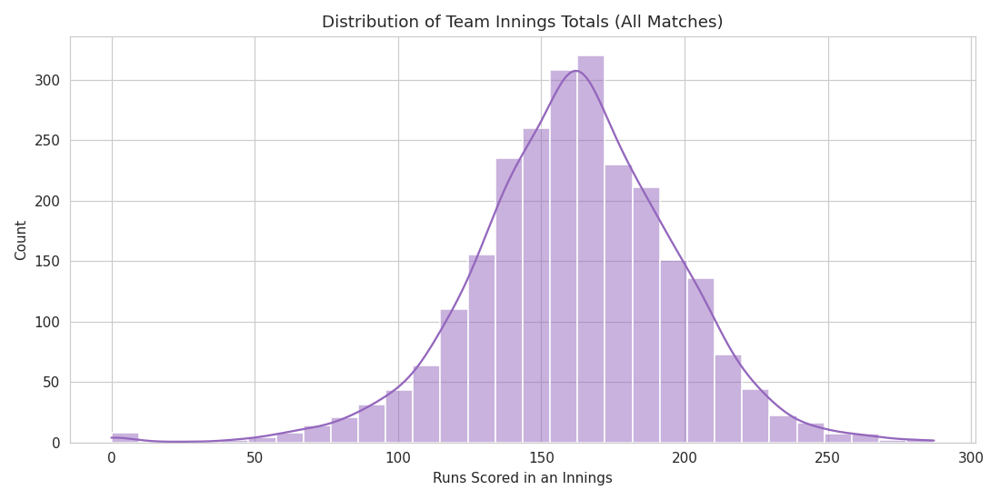 Distribution of Team Innings Totals (All Matches)
300
250
200
150
100
50
0
Count
0 50 100 150 200 250 300
Runs Scored in an Innings